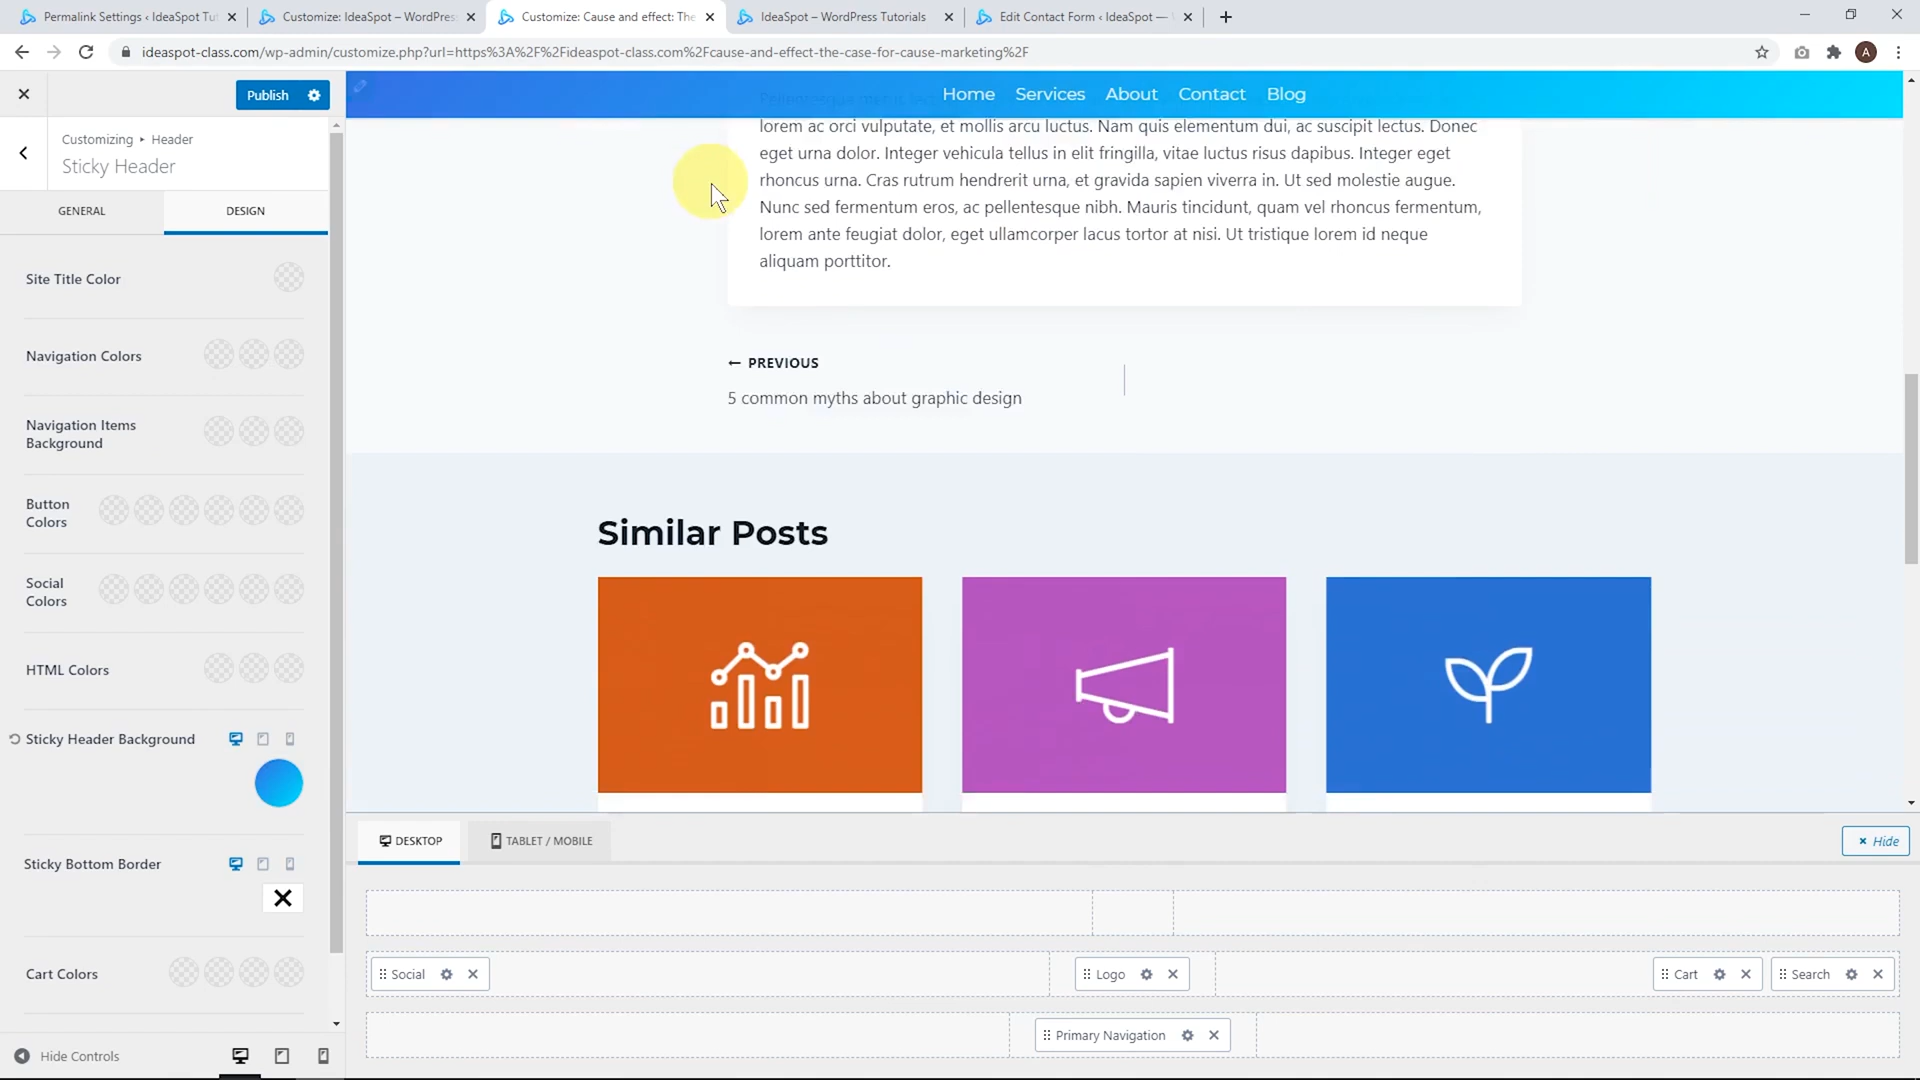 Permalink Settings ‹ IdeaSpot Tut
Customize: IdeaSpot – WordPress
Customize: Cause and effect: The
IdeaSpot – WordPress Tutorials
Edit Contact Form ‹ IdeaSpot —
ideaspot-class.com/wp-admin/customize.php?url=https%3A%2F%2Fideaspot-class.com%2Fcause-and-effect-the-case-for-cause-marketing%2F
A
Publish
Home Services About Contact Blog
Customizing ▸ Header
Sticky Header
GENERAL
DESIGN
Site Title Color
Navigation Colors
Navigation Items
Background
Button
Colors
Social
Colors
HTML Colors
Sticky Header Background
Sticky Bottom Border
Cart Colors
Hide Controls
lorem ac orci vulputate, et mollis arcu luctus. Nam quis elementum dui, ac suscipit lectus. Donec
eget urna dolor. Integer vehicula tellus in elit fringilla, vitae luctus risus dapibus. Integer eget
rhoncus urna. Cras rutrum hendrerit urna, et gravida sapien viverra in. Ut sed molestie augue.
Nunc sed fermentum eros, ac pellentesque nibh. Mauris tincidunt, quam vel rhoncus fermentum,
lorem ante feugiat dolor, eget ullamcorper lacus tortor at nisi. Ut tristique lorem id neque
aliquam porttitor.
← PREVIOUS
5 common myths about graphic design
Similar Posts
DESKTOP
TABLET / MOBILE
× Hide
Social
Logo
Cart
Search
Primary Navigation